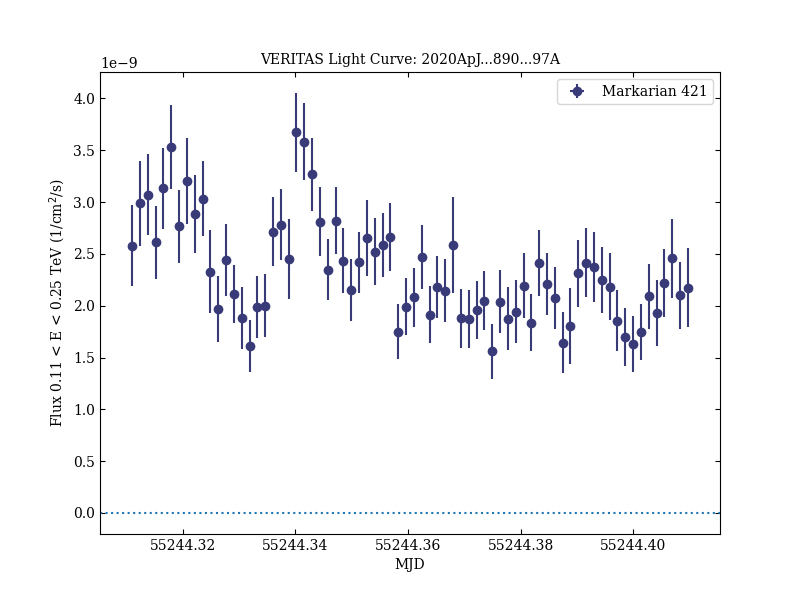 VERITAS Light Curve: 2020ApJ...890...97A
1e−9
Markarian 421
4.0
3.5
3.0
2.5
2.0
1.5
1.0
0.5
0.0
Flux 0.11 < E < 0.25 TeV (1/cm²/s)
55244.32 55244.34 55244.36 55244.38 55244.40
MJD